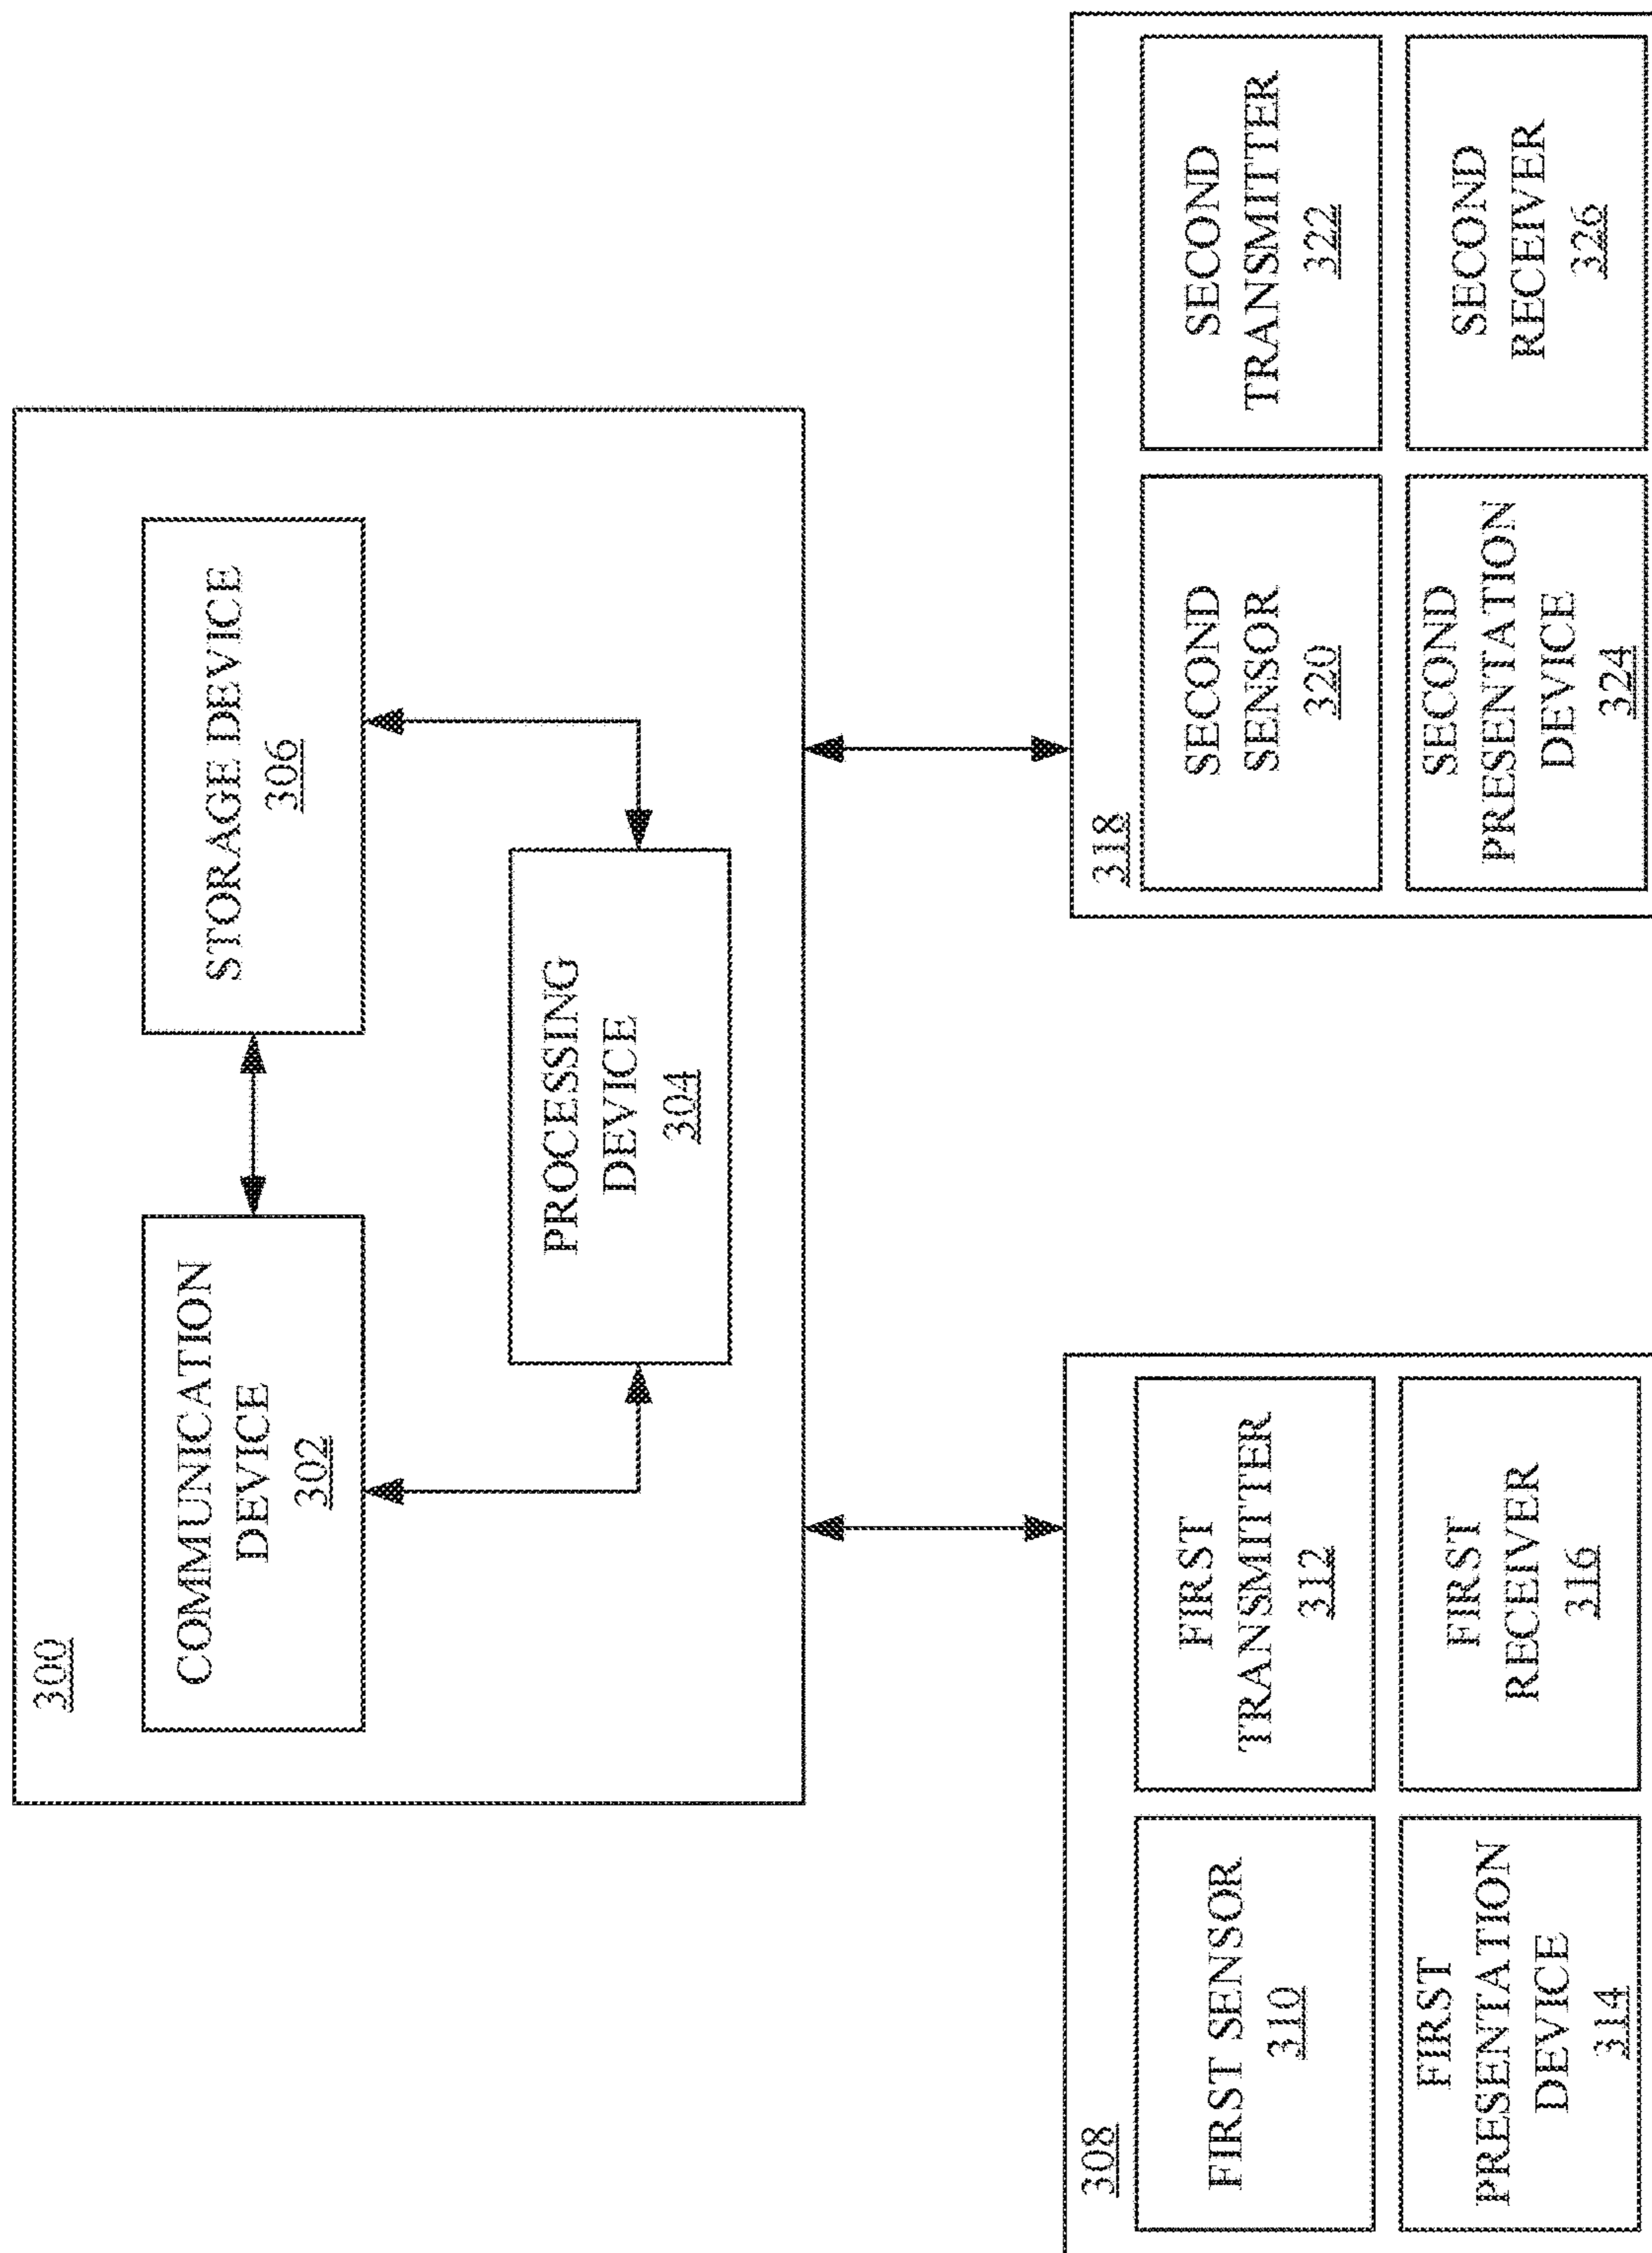 300
COMMUNICATION
DEVICE
302
STORAGE DEVICE
306
PROCESSING
DEVICE
304
308
FIRST SENSOR
310
FIRST
TRANSMITTER
312
FIRST
PRESENTATION
DEVICE
314
FIRST
RECEIVER
316
318
SECOND
SENSOR
320
SECOND
TRANSMITTER
322
SECOND
PRESENTATION
DEVICE
324
SECOND
RECEIVER
326